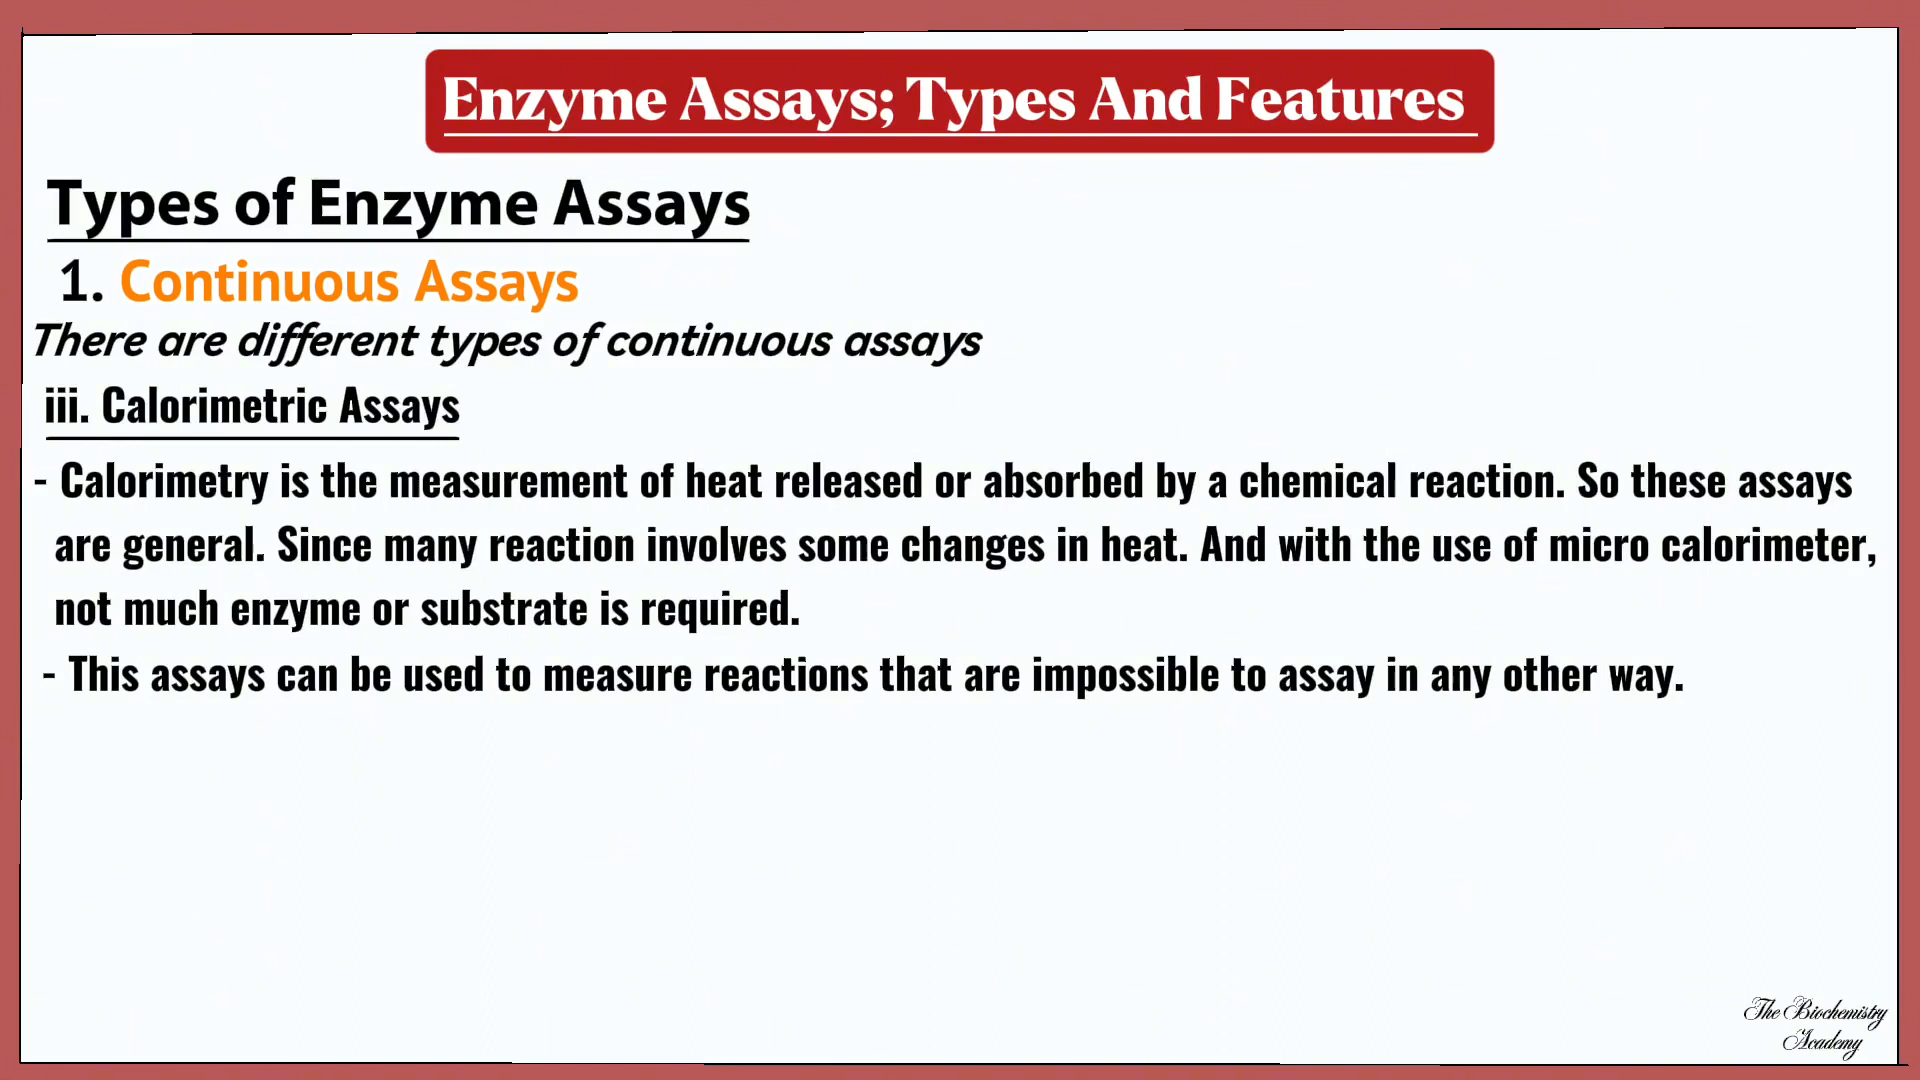 Enzyme Assays; Types And Features
Types of Enzyme Assays
1. Continuous Assays
There are different types of continuous assays
iii. Calorimetric Assays
- Calorimetry is the measurement of heat released or absorbed by a chemical reaction. So these assays
are general. Since many reaction involves some changes in heat. And with the use of micro calorimeter,
not much enzyme or substrate is required.
- This assays can be used to measure reactions that are impossible to assay in any other way.
The Biochemistry
Academy